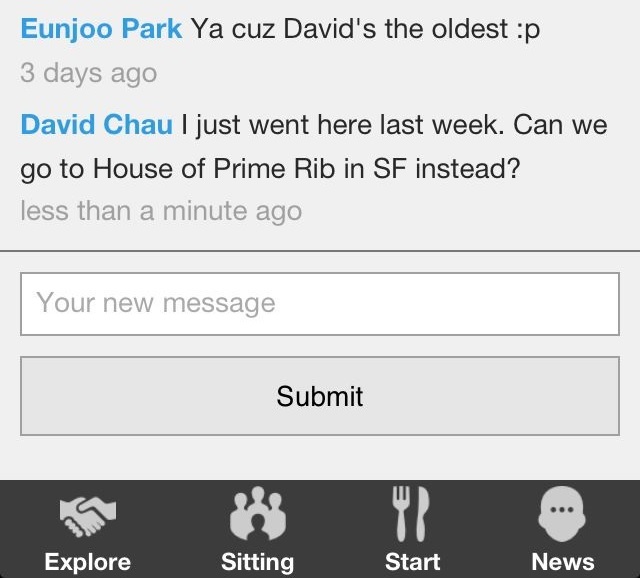 Eunjoo Park Ya cuz David's the oldest :p
3 days ago
David Chau I just went here last week. Can we
go to House of Prime Rib in SF instead?
less than a minute ago
Your new message
Submit
Explore Sitting Start News